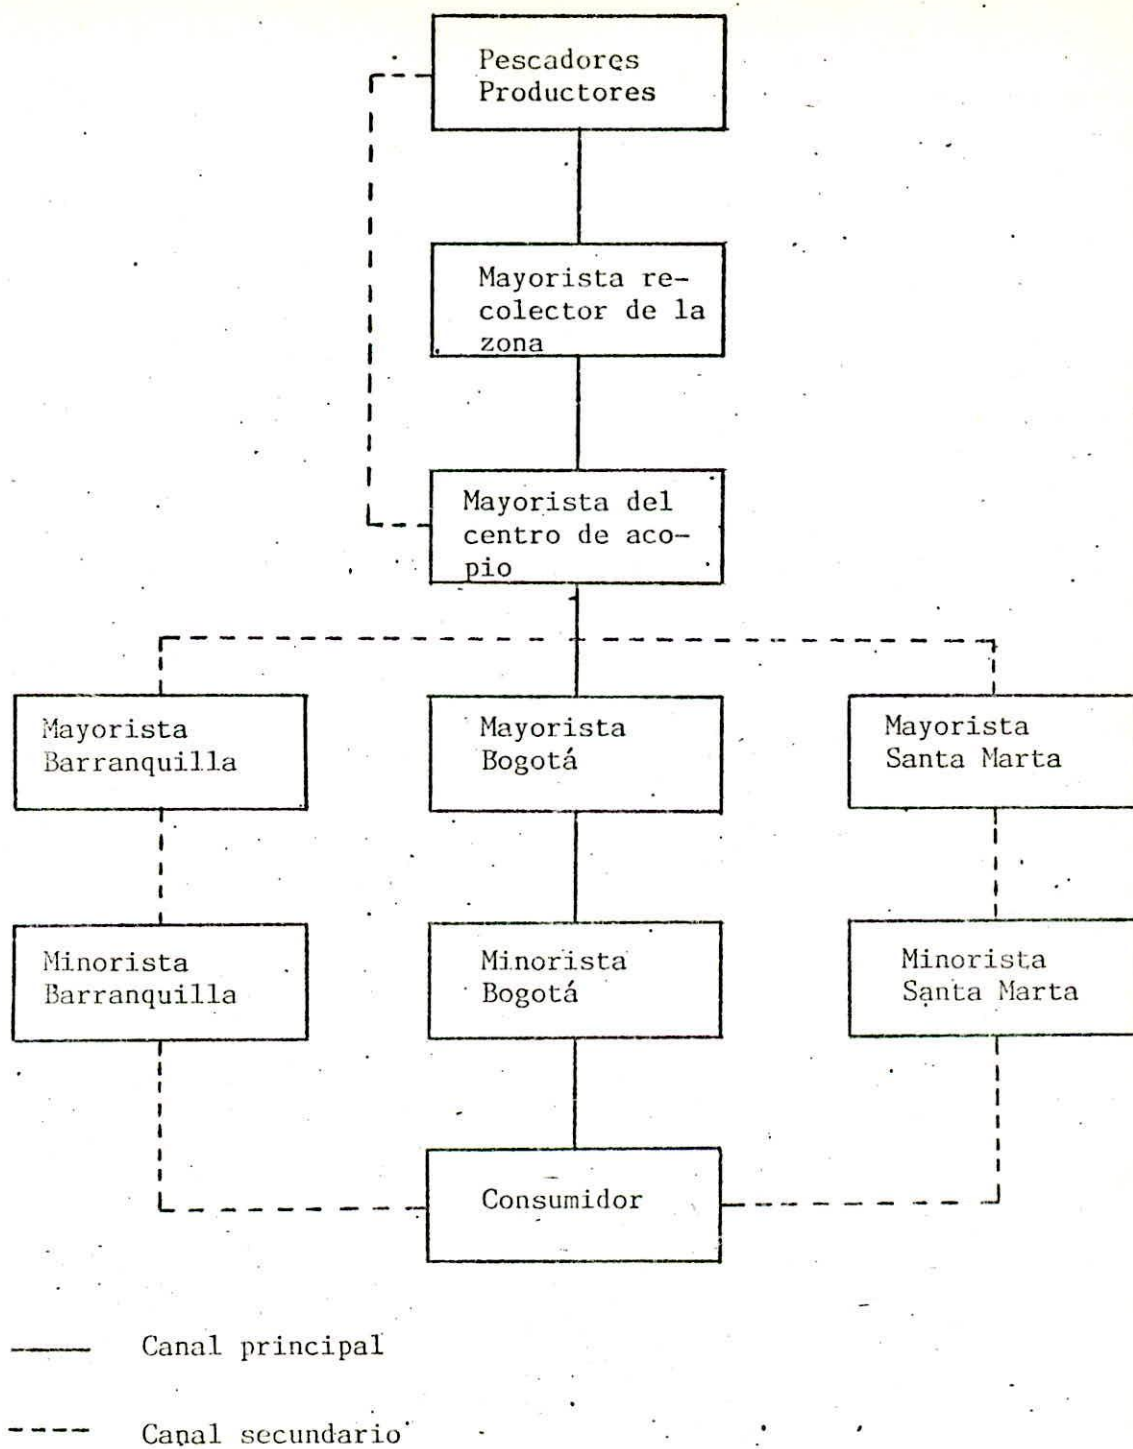 Pescadores
Productores
Mayorista re-
colector de la
zona
Mayorista del
centro de aco-
pio
Mayorista
Barranquilla
Mayorista
Bogotá
Mayorista
Santa Marta
Minorista
Barranquilla
Minorista
Bogotá
Minorista
Santa Marta
Consumidor
Canal principal
Canal secundario